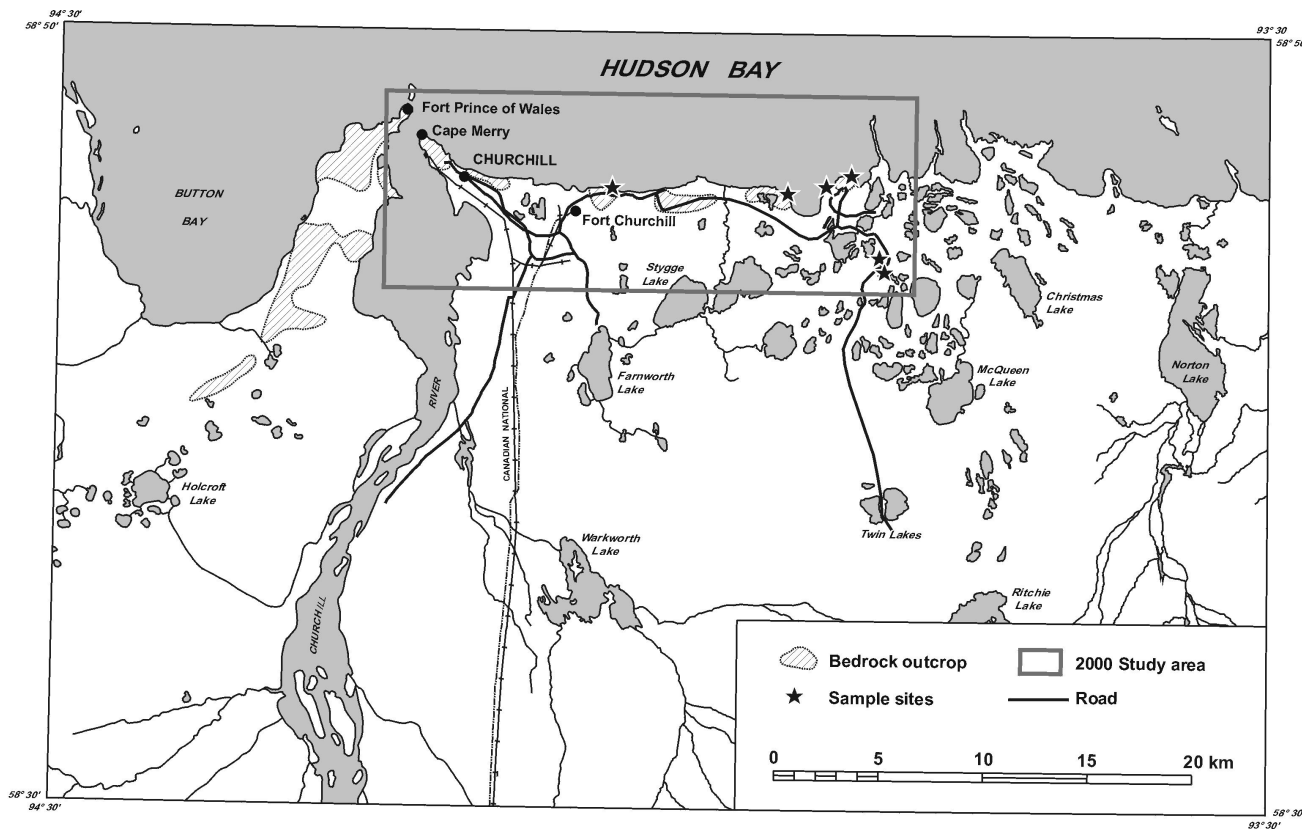 94° 30'
58° 50'
93° 30
58° 50
HUDSON BAY
Fort Prince of Wales
Cape Merry
CHURCHILL
BUTTON
BAY
Fort Churchill
Stygge
Lake
Christmas
Lake
Farnworth
Lake
McQueen
Lake
Norton
Lake
RIVER
CANADIAN NATIONAL
Holcroft
Lake
Twin Lakes
Warkworth
Lake
Ritchie
Lake
CHURCHILL
Bedrock outcrop
2000 Study area
Sample sites
Road
0 5 10 15 20 km
58° 30'
94° 30'
58° 30
93° 30'